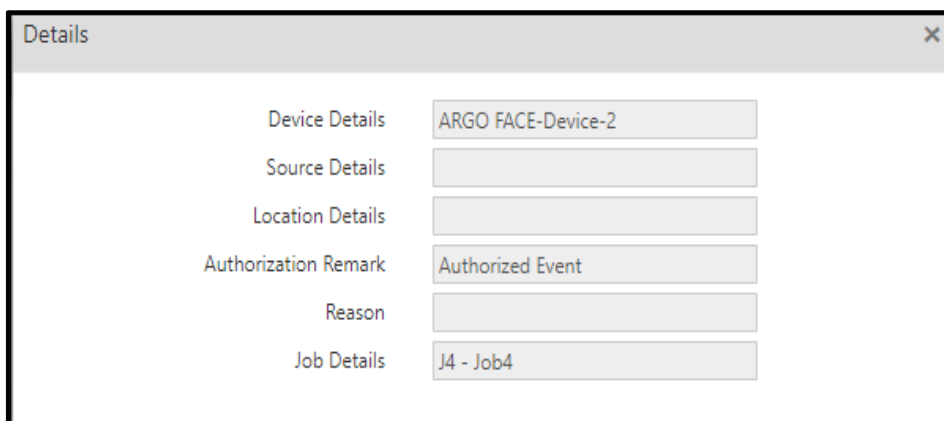 Details ×
Device Details ARGO FACE-Device-2
Source Details
Location Details
Authorization Remark Authorized Event
Reason
Job Details J4 - Job4